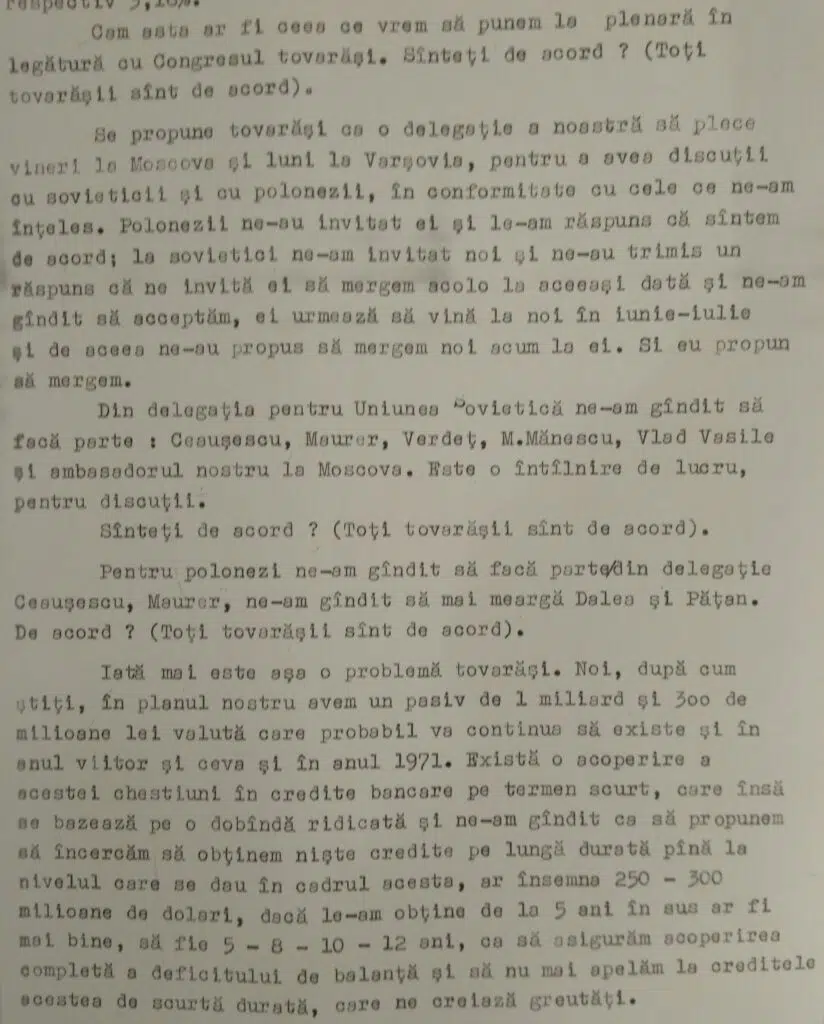 respectiv 5,18%.
Cam asta ar fi ceea ce vrem să punem la plenară în
legătură cu Congresul tovarăşi. Sînteţi de acord ? (Toţi
tovarăşii sînt de acord).
Se propune tovarăşi ca o delegaţie a noastră să plece
vineri la Moscova şi luni la Varşovia, pentru a avea discuţii
cu sovieticii şi cu polonezii, în conformitate cu cele ce ne-am
înţeles. Polonezii ne-au invitat ei şi le-am răspuns că sîntem
de acord; la sovietici ne-am invitat noi şi ne-au trimis un
răspuns că ne invită ei să mergem acolo la aceeaşi dată şi ne-am
gîndit să acceptăm, ei urmează să vină la noi în iunie-iulie
şi de aceea ne-au propus să mergem noi acum la ei. Si eu propun
să mergem.
Din delegaţia pentru Uniunea Sovietică ne-am gîndit să
facă parte : Ceauşescu, Maurer, Verdeţ, M.Mănescu, Vlad Vasile
şi ambasadorul nostru la Moscova. Este o întîlnire de lucru,
pentru discuţii.
Sînteţi de acord ? (Toţi tovarăşii sînt de acord).
Pentru polonezi ne-am gîndit să facă parte/din delegaţie
Ceauşescu, Maurer, ne-am gîndit să mai meargă Dalea şi Păţan.
De acord ? (Toţi tovarăşii sînt de acord).
Iată mai este aşa o problemă tovarăşi. Noi, după cum
ştiţi, în planul nostru avem un pasiv de 1 miliard şi 3oo de
milioane lei valută care probabil va continua să existe şi în
anul viitor şi ceva şi în anul 1971. Există o acoperire a
acestei chestiuni în credite bancare pe termen scurt, care însă
se bazează pe o dobîndă ridicată şi ne-am gîndit ca să propunem
să încercăm să obţinem nişte credite pe lungă durată pînă la
nivelul care se dau în cadrul acesta, ar însemna 250 - 300
milioane de dolari, dacă le-am obţine de la 5 ani în sus ar fi
mai bine, să fie 5 - 8 - 10 - 12 ani, ca să asigurăm acoperirea
completă a deficitului de balanţă şi să nu mai apelăm la creditele
acestea de scurtă durată, care ne creiază greutăţi.